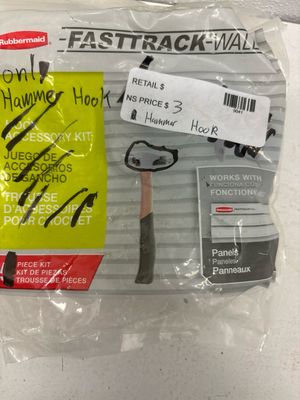 Rubbermaid
-FASTTRACK-WALL
only
Hammer Hook
RETAIL $
NS PRICE $ 3
Hammer Hook
HOOK
ACCESSORY KIT
JUEGO DE
ACCESORIOS
DE GANCHO
TROUSSE
D'ACCESSOIRES
POUR CROCHET
WORKS WITH
FUNCIONA CON
FONCTIONNE
Rubbermaid
Panels
Paneles
Panneaux
PIECE KIT
KIT DE PIEZAS
TROUSSE DE PIÈCES